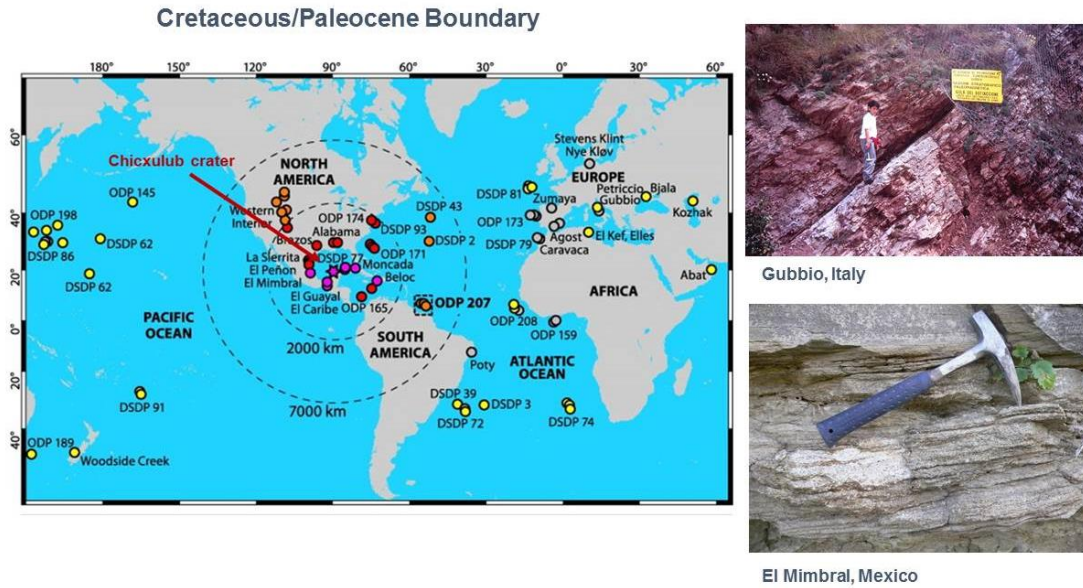 Cretaceous/Paleocene Boundary
180°
150°
120°
90°
60°
30°
0°
30°
60°
60°
40°
20°
0°
20°
40°
Chicxulub crater
NORTH
AMERICA
Stevens Klint
Nye Kløv
EUROPE
DSDP 81
Petriccio
Bjala
Gubbio
Zumaya
Kozhak
ODP 145
ODP 198
DSDP 62
DSDP 86
DSDP 62
Western
Interior
ODP 174
Alabama
DSDP 43
DSDP 93
DSDP 2
Brazos
DSDP 77
ODP 171
ODP 173
DSDP 79
Agost
Caravaca
El Kef, Elles
La Sierrita
El Peñon
El Mimbral
Moncada
Beloc
Abat
El Guayal
El Caribe
ODP 165
ODP 207
AFRICA
ODP 208
ODP 159
PACIFIC
OCEAN
2000 km
SOUTH
AMERICA
Poty
ATLANTIC
OCEAN
7000 km
DSDP 39
DSDP 3
DSDP 72
DSDP 74
DSDP 91
ODP 189
Woodside Creek
Gubbio, Italy
El Mimbral, Mexico